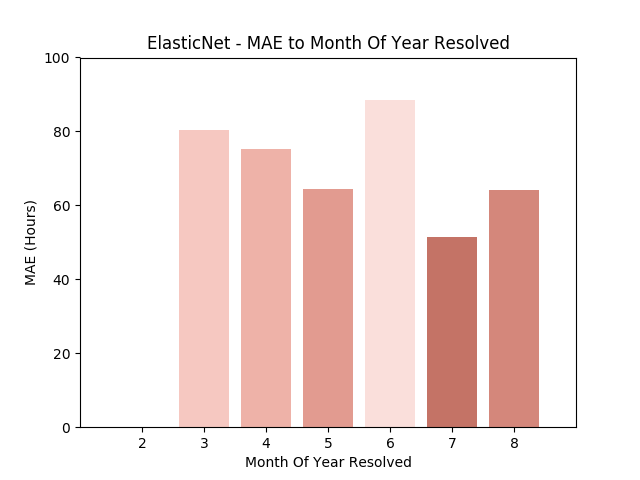 ElasticNet - MAE to Month Of Year Resolved
100
80
60
40
20
0
MAE (Hours)
2 3 4 5 6 7 8
Month Of Year Resolved